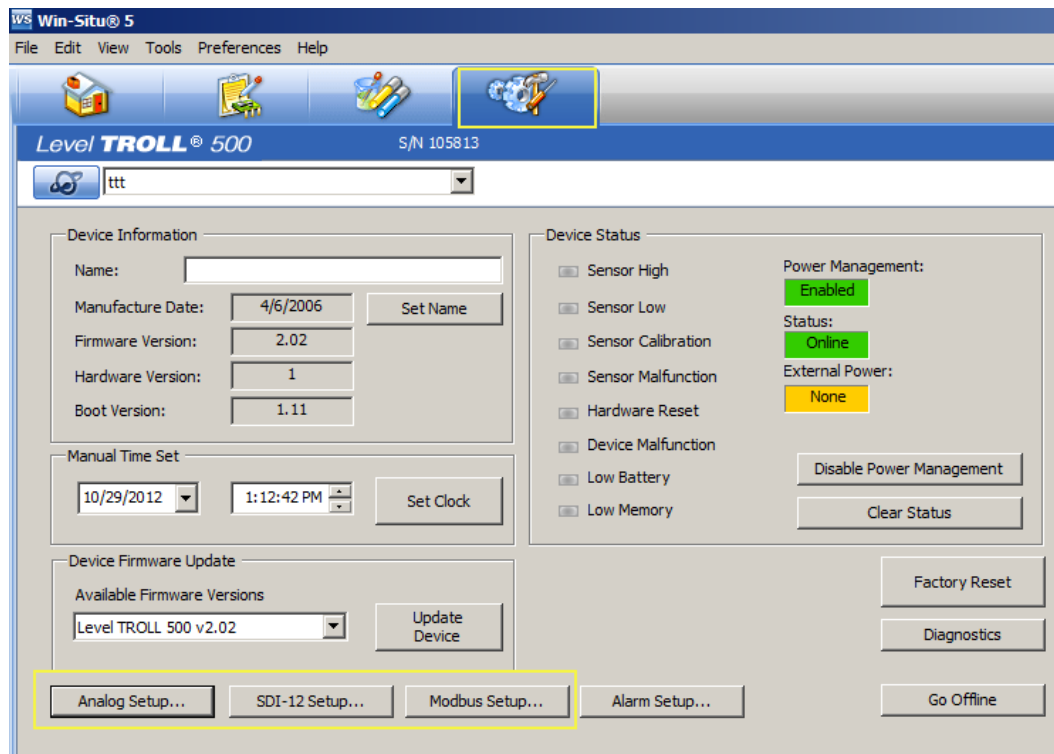 WS Win-Situ® 5
File Edit View Tools Preferences Help
Level TROLL® 500 S/N 105813
ttt
Device Information
Name:
Manufacture Date: 4/6/2006 Set Name
Firmware Version: 2.02
Hardware Version: 1
Boot Version: 1.11
Manual Time Set
10/29/2012 1:12:42 PM Set Clock
Device Firmware Update
Available Firmware Versions
Level TROLL 500 v2.02
Update
Device
Device Status
Sensor High
Sensor Low
Sensor Calibration
Sensor Malfunction
Hardware Reset
Device Malfunction
Low Battery
Low Memory
Power Management:
Enabled
Status:
Online
External Power:
None
Disable Power Management
Clear Status
Factory Reset
Diagnostics
Analog Setup... SDI-12 Setup... Modbus Setup... Alarm Setup... Go Offline